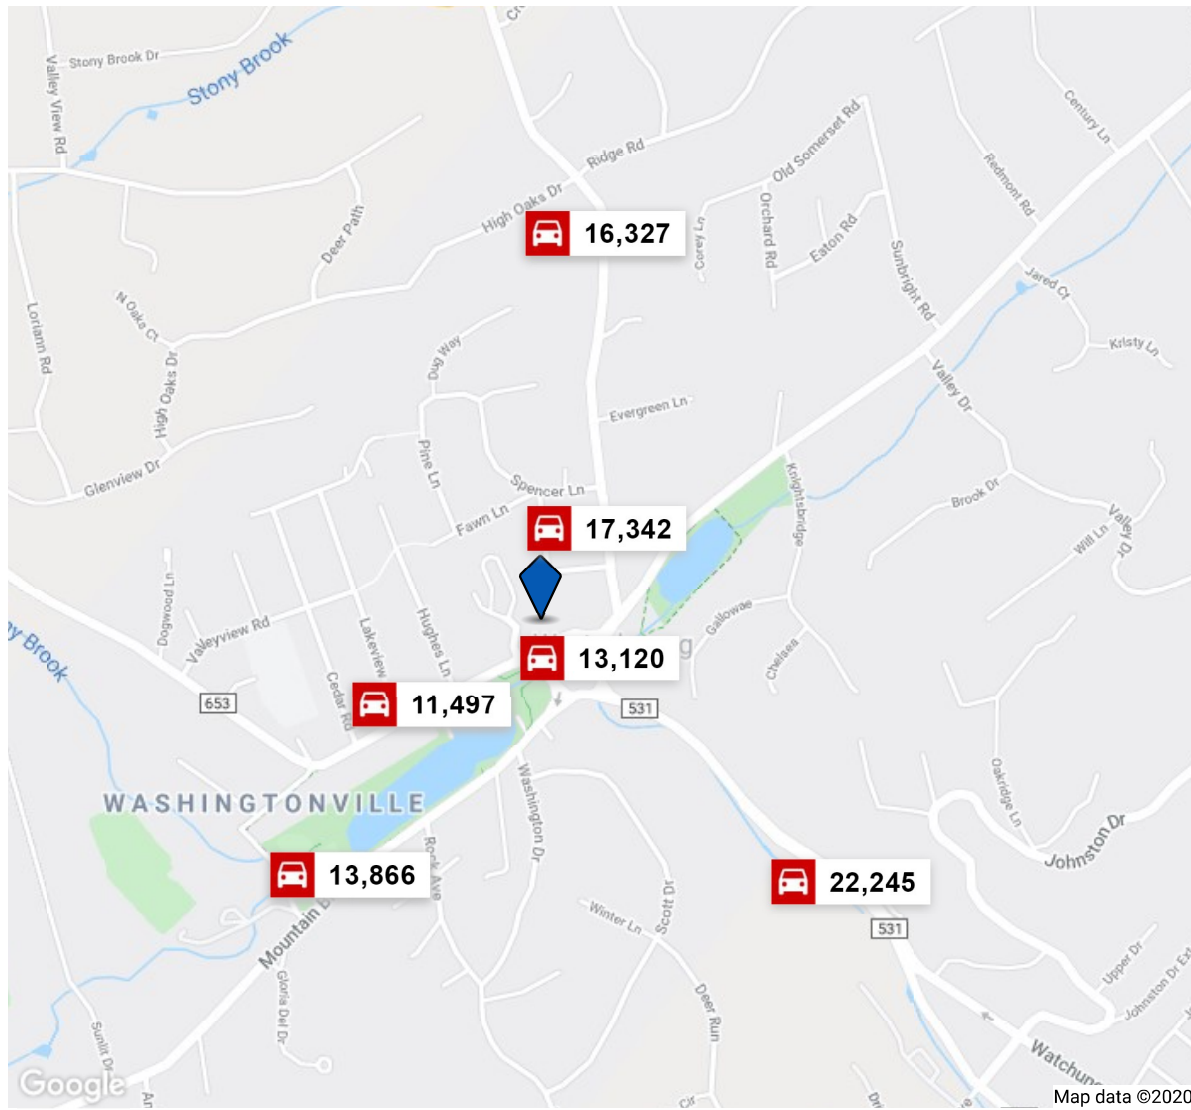 Stony Brook Dr
Stony Brook
Valley View Rd
Ridge Rd
Century Ln
Old Somerset Rd
Redmont Rd
High Oaks Dr
Deer Path
Corey Ln
Orchard Rd
Eaton Rd
16,327
Sunbright Rd
Jared Ct
N Oaks Ct
Loriann Rd
High Oaks Dr
Dug Way
Kristy Ln
Valley Dr
Evergreen Ln
Pine Ln
Glenview Dr
Spencer Ln
Knightsbridge
Brook Dr
Fawn Ln
17,342
Valley Dr
Will Ln
Dogwood Ln
Valleyview Rd
Lakeview
Hughes Ln
Gallowae
Chelsea
13,120
g
ny Brook
653
Cedar Rd
11,497
531
WASHINGTONVILLE
Washington Dr
Oakridge Ln
Johnston Dr
Rock Ave
13,866
22,245
Mountain B
Winter Ln
Scott Dr
531
Gloria Del Dr
Deer Run
Upper Dr
Johnston Dr Ext
Sunlit Dr
Watchung
Google
Cir
Map data ©2020